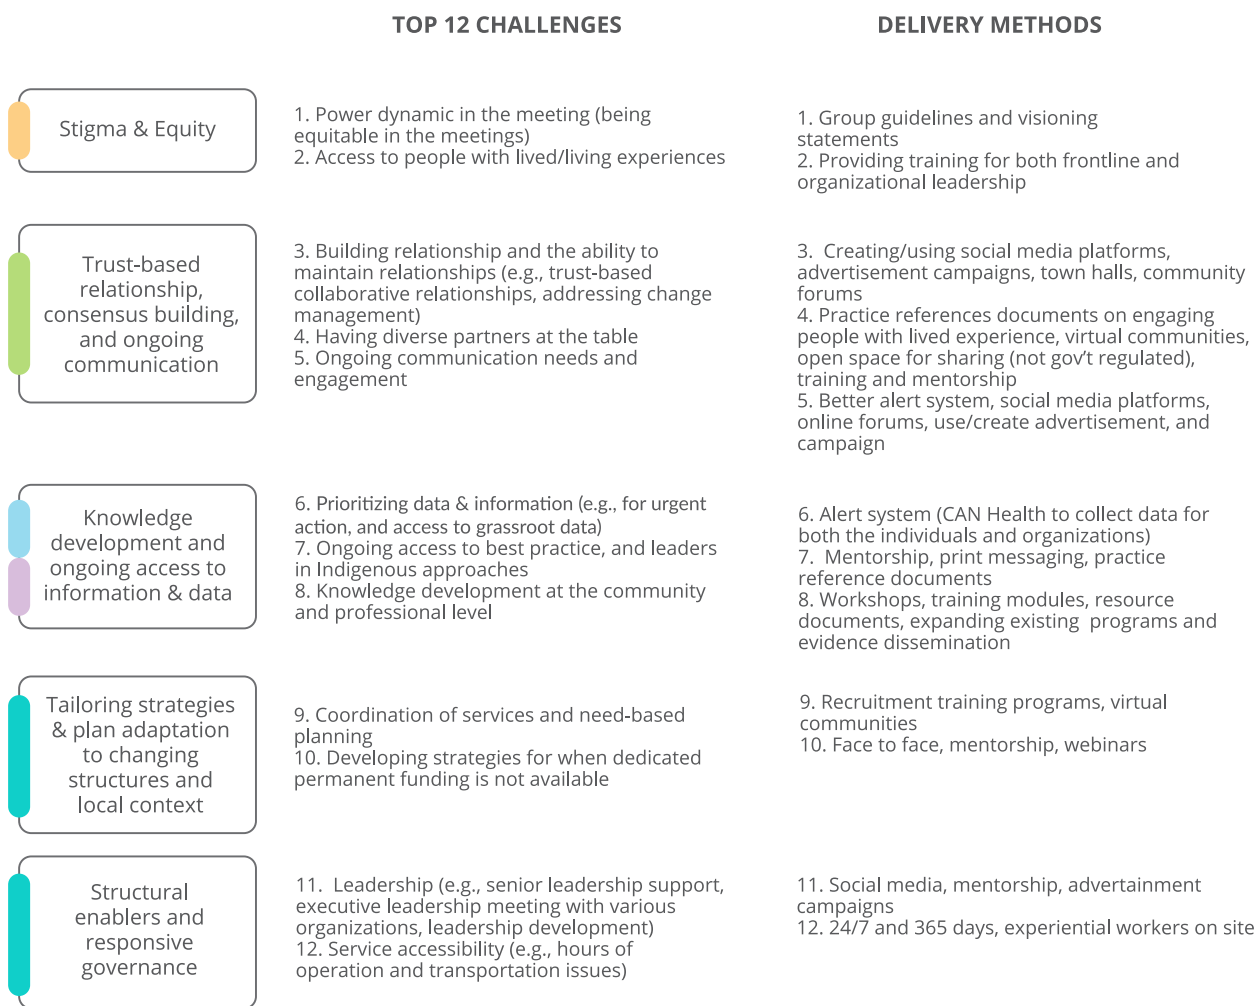 TOP 12 CHALLENGES
DELIVERY METHODS
Stigma & Equity
1. Power dynamic in the meeting (being
equitable in the meetings)
2. Access to people with lived/living experiences
1. Group guidelines and visioning
statements
2. Providing training for both frontline and
organizational leadership
Trust-based
relationship,
consensus building,
and ongoing
communication
3. Building relationship and the ability to
maintain relationships (e.g., trust-based
collaborative relationships, addressing change
management)
4. Having diverse partners at the table
5. Ongoing communication needs and
engagement
3. Creating/using social media platforms,
advertisement campaigns, town halls, community
forums
4. Practice references documents on engaging
people with lived experience, virtual communities,
open space for sharing (not gov't regulated),
training and mentorship
5. Better alert system, social media platforms,
online forums, use/create advertisement, and
campaign
Knowledge
development and
ongoing access to
information & data
6. Prioritizing data & information (e.g., for urgent
action, and access to grassroot data)
7. Ongoing access to best practice, and leaders
in Indigenous approaches
8. Knowledge development at the community
and professional level
6. Alert system (CAN Health to collect data for
both the individuals and organizations)
7. Mentorship, print messaging, practice
reference documents
8. Workshops, training modules, resource
documents, expanding existing programs and
evidence dissemination
Tailoring strategies
& plan adaptation
to changing
structures and
local context
9. Coordination of services and need-based
planning
10. Developing strategies for when dedicated
permanent funding is not available
9. Recruitment training programs, virtual
communities
10. Face to face, mentorship, webinars
Structural
enablers and
responsive
governance
11. Leadership (e.g., senior leadership support,
executive leadership meeting with various
organizations, leadership development)
12. Service accessibility (e.g., hours of
operation and transportation issues)
11. Social media, mentorship, advertainment
campaigns
12. 24/7 and 365 days, experiential workers on site